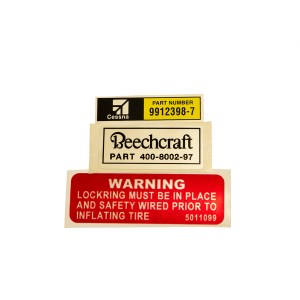 Cessna
PART NUMBER
9912398-7
Beechcraft
PART 400-8002-97
WARNING
LOCKRING MUST BE IN PLACE
AND SAFETY WIRED PRIOR TO
INFLATING TIRE
5011099